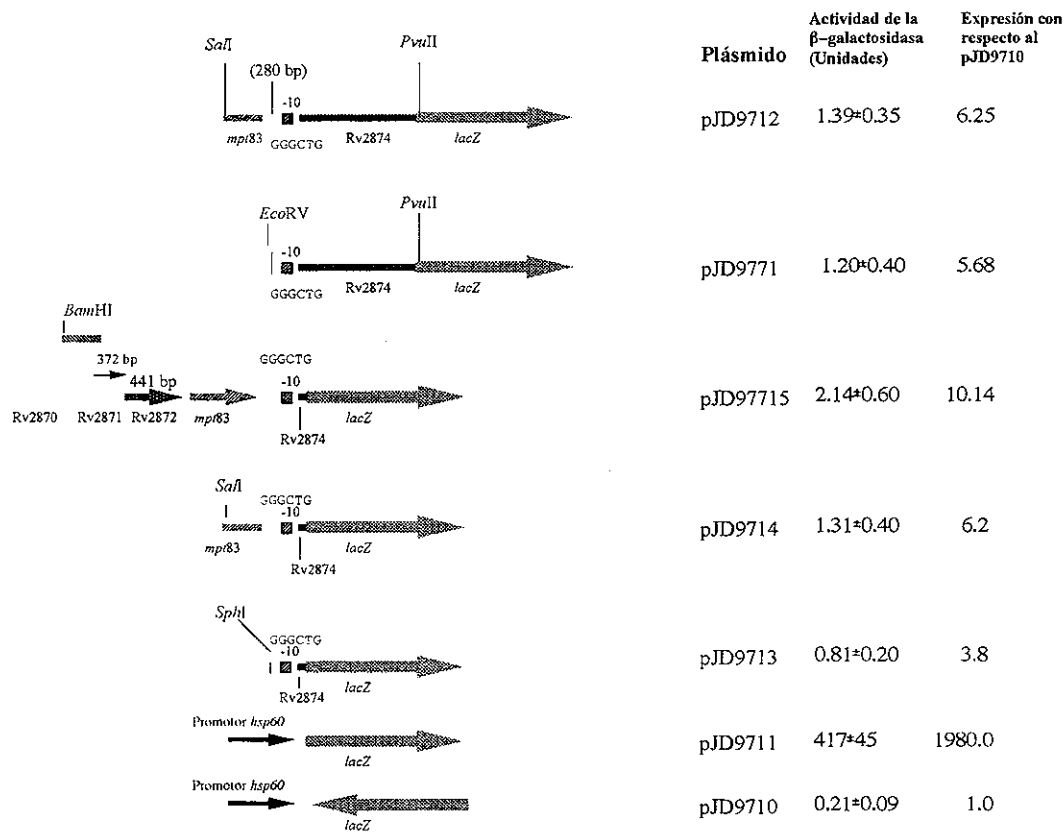 Plásmido
Actividad de la
β-galactosidasa
(Unidades)
Expresión con
respecto al
pJD9710
SalI
(280 bp)
PvuII
-10
mpt83
GGGCTG
Rv2874
lacZ
pJD9712
1.39±0.35
6.25
EcoRV
PvuII
-10
GGGCTG
Rv2874
lacZ
pJD9771
1.20±0.40
5.68
BamHI
372 bp
441 bp
GGGCTG
-10
Rv2870
Rv2871
Rv2872
mpt83
lacZ
Rv2874
pJD97715
2.14±0.60
10.14
SalI
GGGCTG
-10
mpt83
lacZ
Rv2874
pJD9714
1.31±0.40
6.2
SphI
GGGCTG
-10
Rv2874
lacZ
pJD9713
0.81±0.20
3.8
Promotor hsp60
lacZ
pJD9711
417±45
1980.0
Promotor hsp60
lacZ
pJD9710
0.21±0.09
1.0